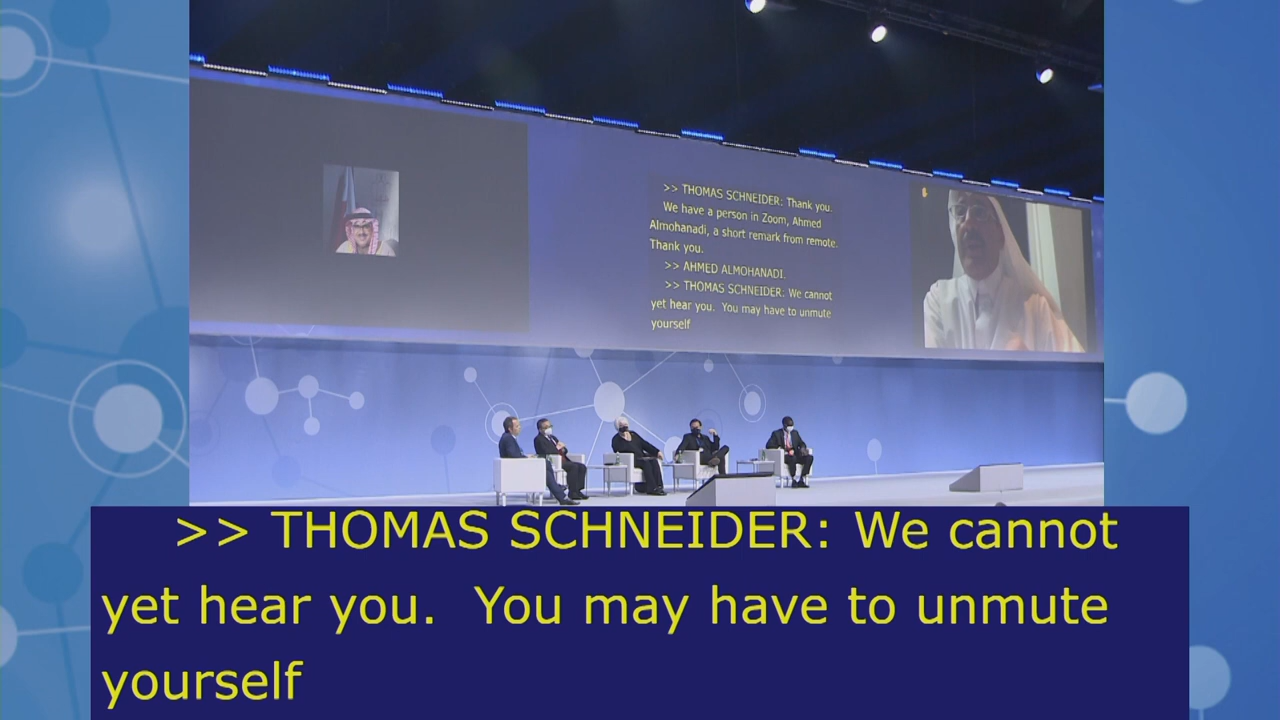 >> THOMAS SCHNEIDER: Thank you.
We have a person in Zoom, Ahmed
Almohanadi, a short remark from remote.
Thank you.
>> AHMED ALMOHANADI.
>> THOMAS SCHNEIDER: We cannot
yet hear you. You may have to unmute
yourself
>> THOMAS SCHNEIDER: We cannot
yet hear you. You may have to unmute
yourself